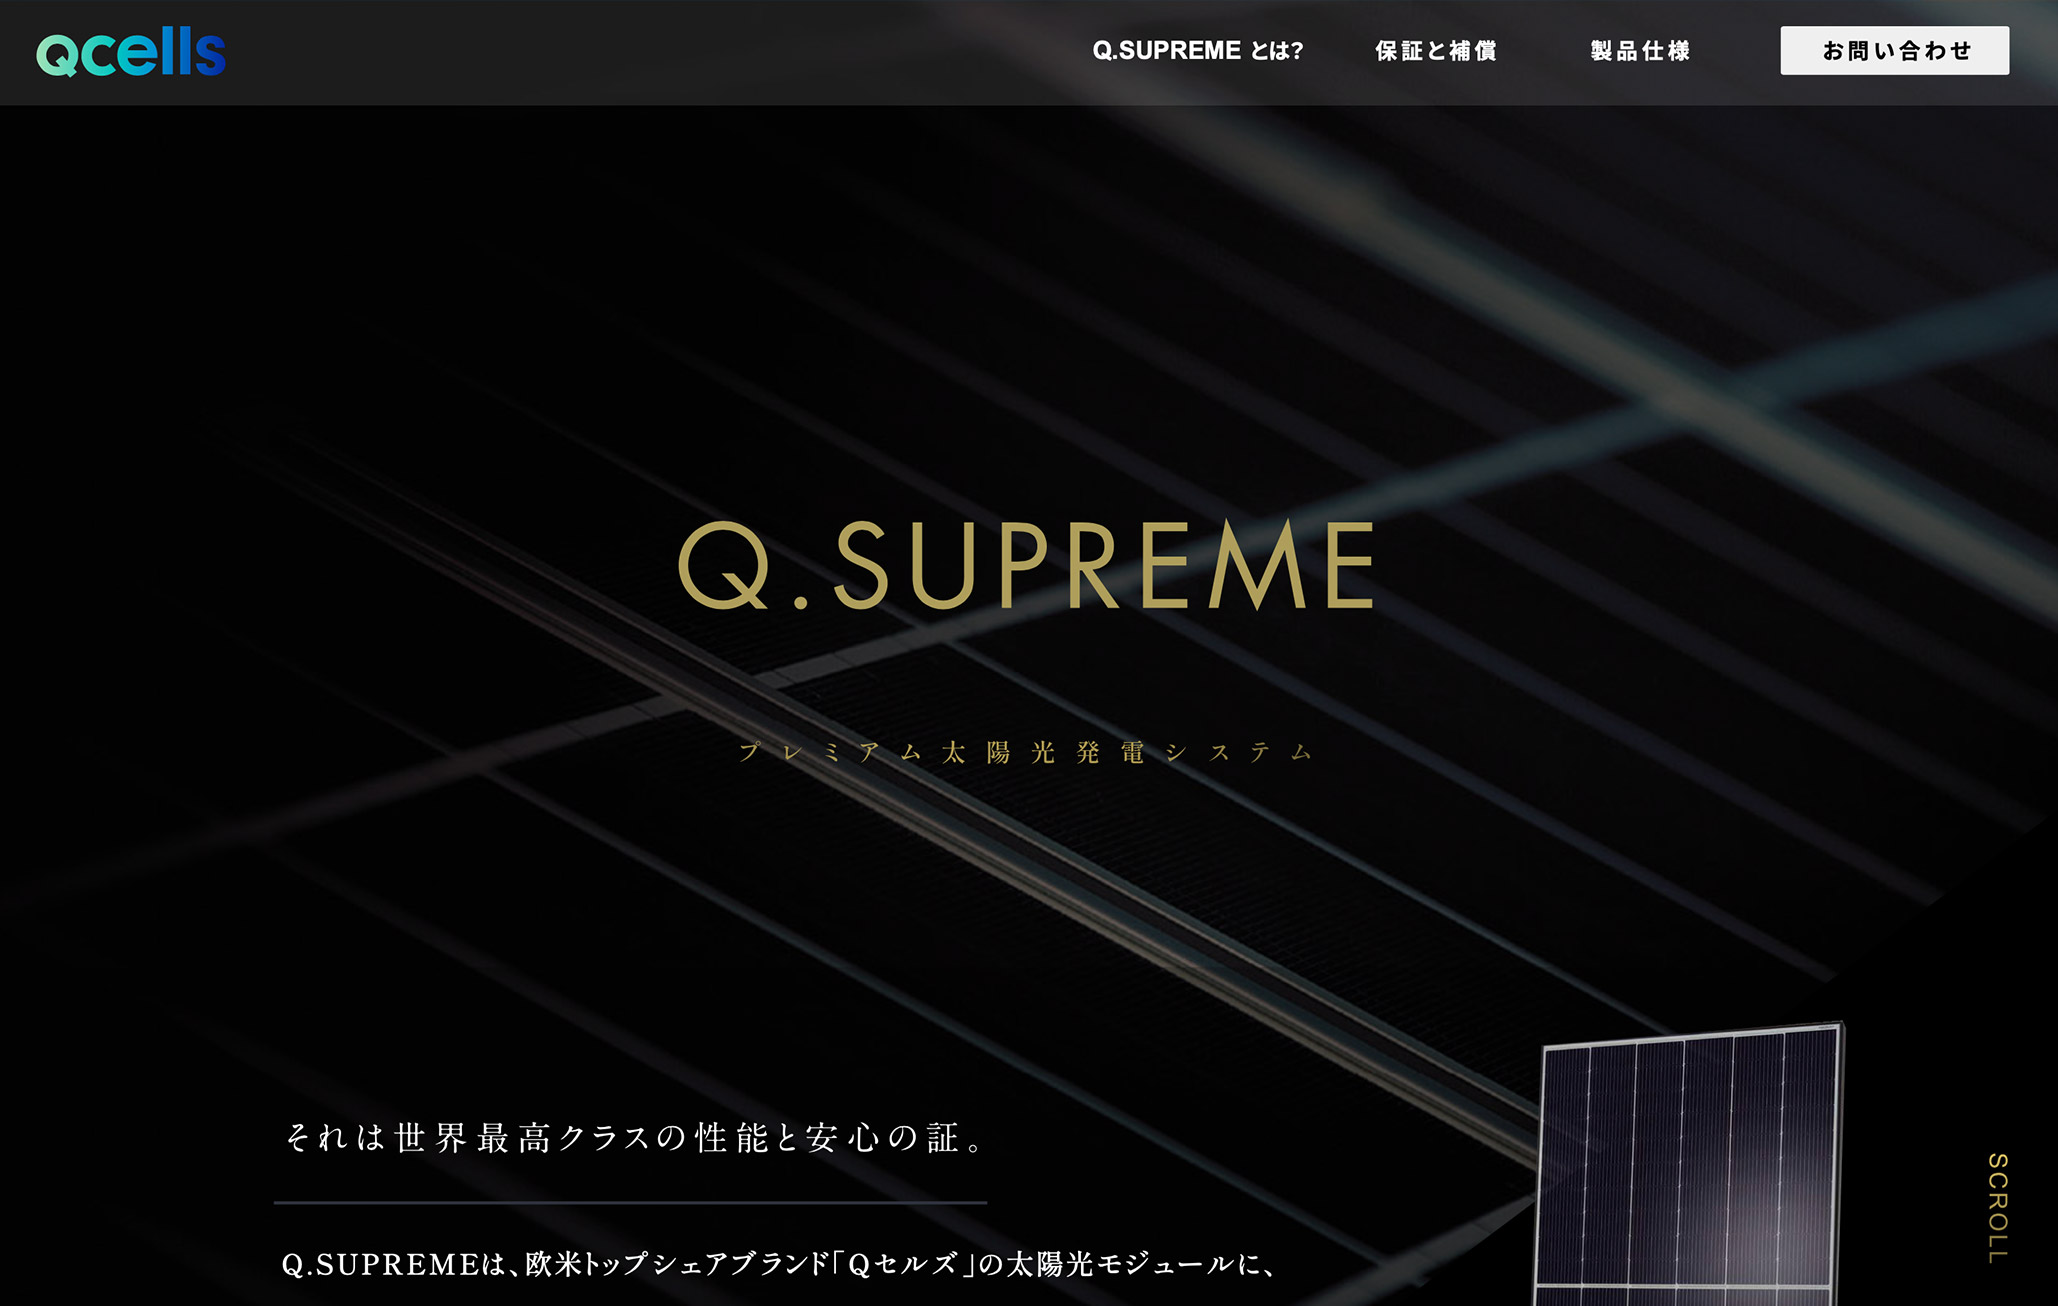 Qcells
Q.SUPREME とは?
保証と補償
製品仕様
お問い合わせ
Q.SUPREME
プレミアム太陽光発電システム
それは世界最高クラスの性能と安心の証。
Q.SUPREMEは、欧米トップシェアブランド「Qセルズ」の太陽光モジュールに、
SCROLL